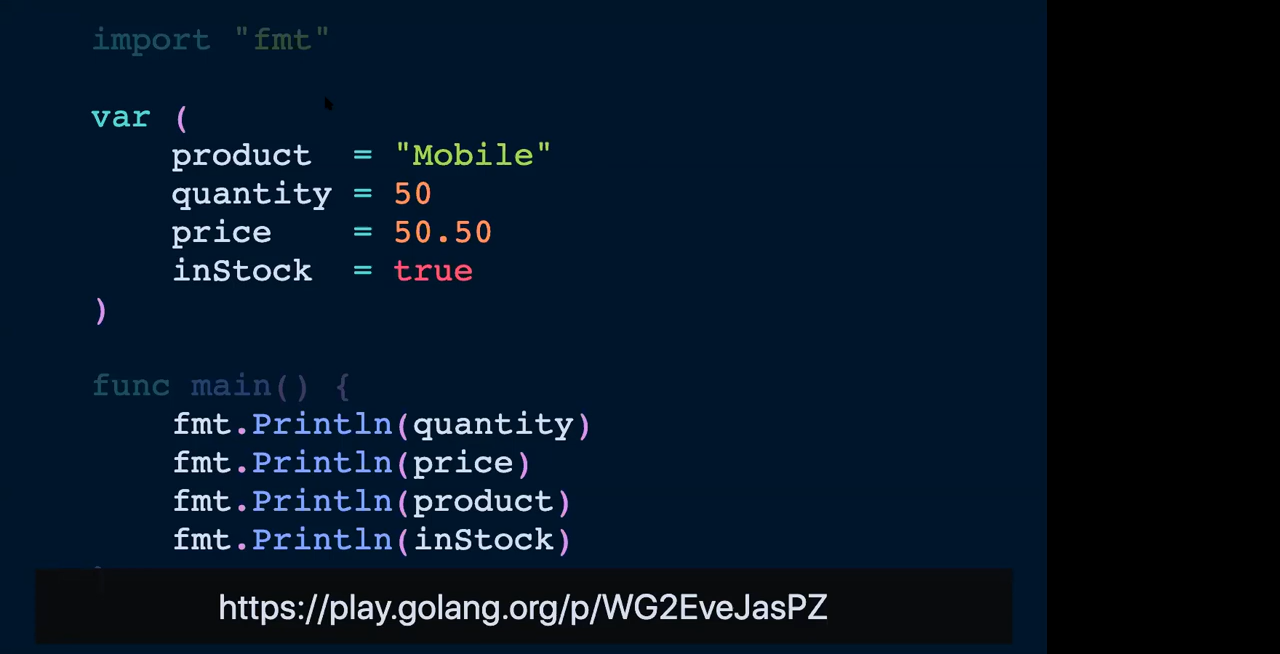 import "fmt"
var (
product = "Mobile"
quantity = 50
price = 50.50
inStock = true
)
func main() {
fmt.Println(quantity)
fmt.Println(price)
fmt.Println(product)
fmt.Println(inStock)
}
https://play.golang.org/p/WG2EveJasPZ